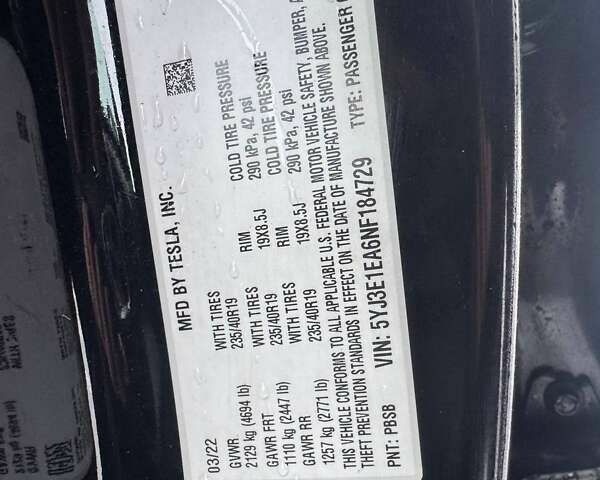 MFD BY TESLA, INC.
03/22
GVWR WITH TIRES RIM COLD TIRE PRESSURE
2129 kg (4694 lb) 235/40R19 19X8.5J 290 kPa, 42 psi
GAWR FRT WITH TIRES RIM COLD TIRE PRESSURE
1110 kg (2447 lb) 235/40R19 19X8.5J 290 kPa, 42 psi
GAWR RR WITH TIRES RIM COLD TIRE PRESSURE
1257 kg (2771 lb) 235/40R19 19X8.5J 290 kPa, 42 psi
THIS VEHICLE CONFORMS TO ALL APPLICABLE U.S. FEDERAL MOTOR VEHICLE SAFETY, BUMPER,
THEFT PREVENTION STANDARDS IN EFFECT ON THE DATE OF MANUFACTURE SHOWN ABOVE.
VIN: 5YJ3E1EA6NF184729 TYPE: PASSENGER
PNT: PBSB